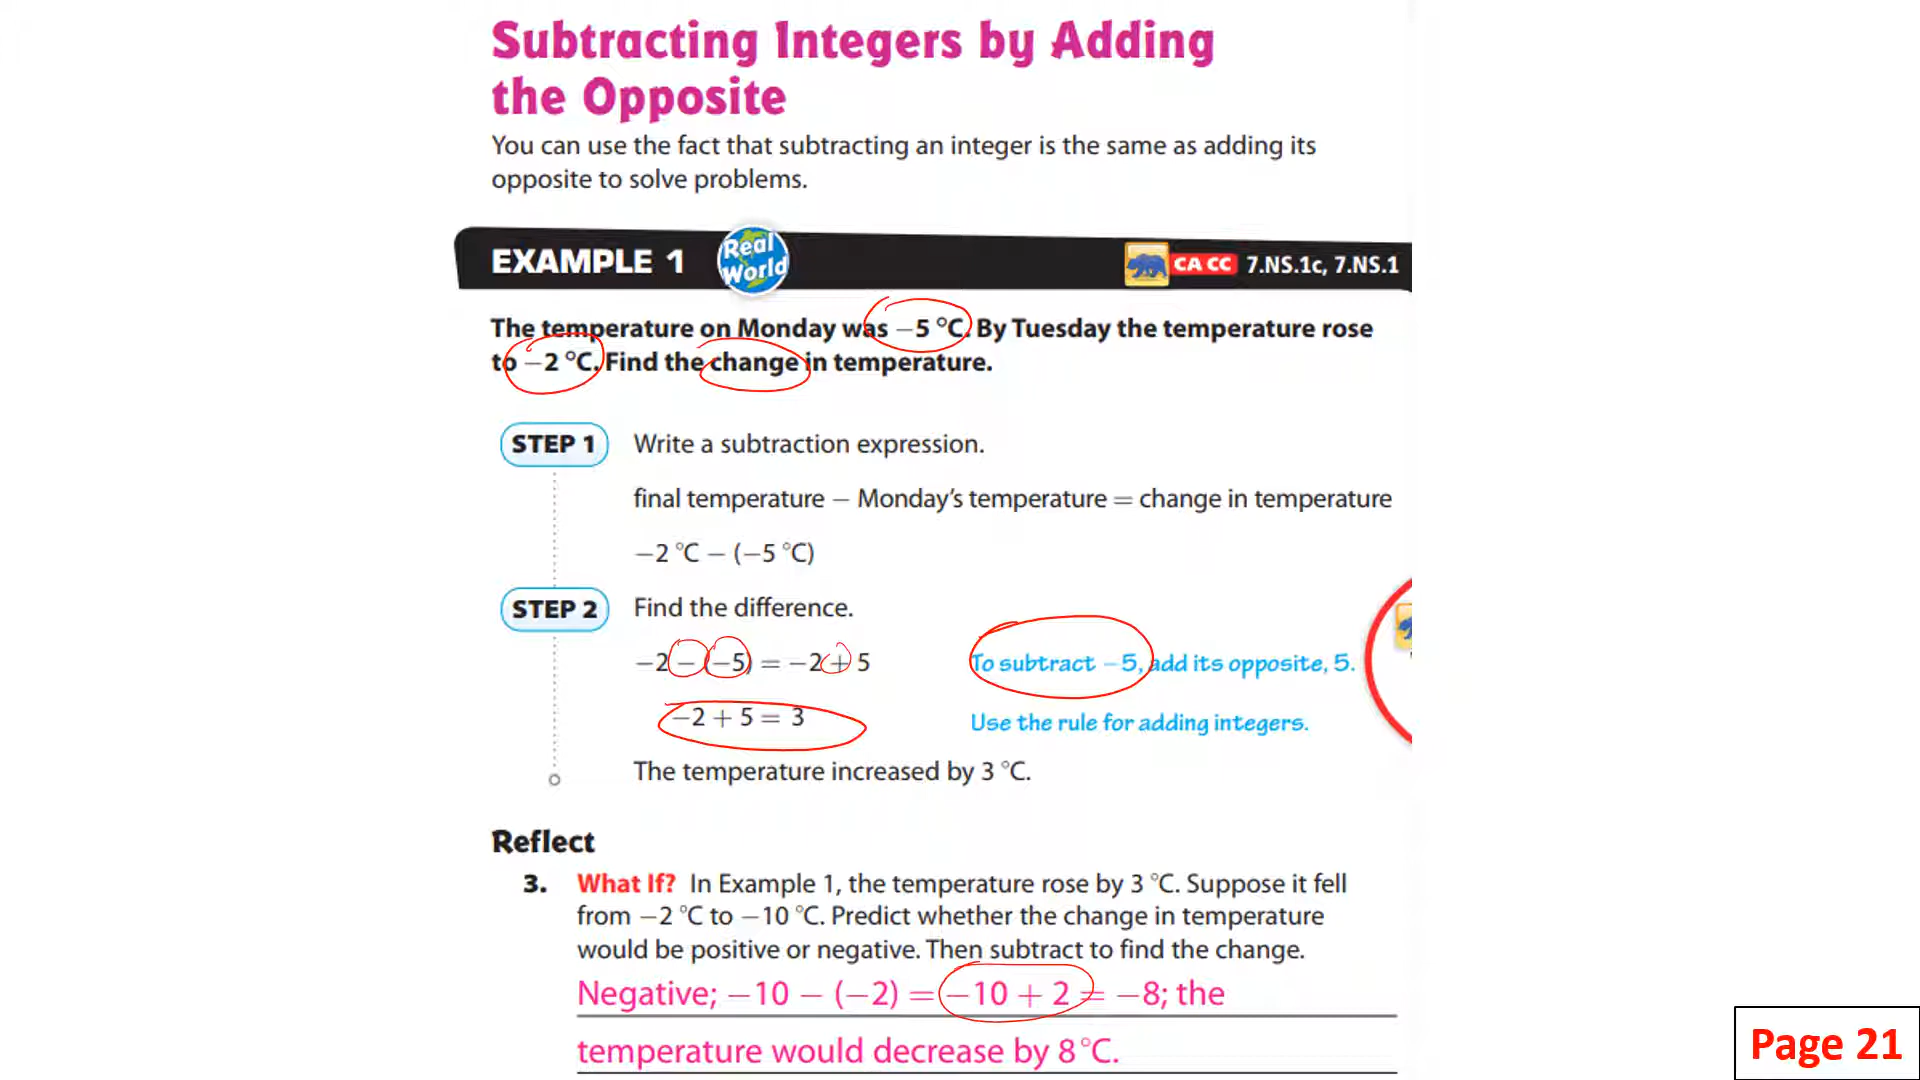 Subtracting Integers by Adding
the Opposite
You can use the fact that subtracting an integer is the same as adding its
opposite to solve problems.
EXAMPLE 1 Real World CA CC 7.NS.1c, 7.NS.1
The temperature on Monday was −5 °C. By Tuesday the temperature rose
to −2 °C. Find the change in temperature.
STEP 1 Write a subtraction expression.
final temperature − Monday's temperature = change in temperature
−2 °C − (−5 °C)
STEP 2 Find the difference.
−2 − (−5) = −2 + 5 To subtract −5, add its opposite, 5.
−2 + 5 = 3 Use the rule for adding integers.
The temperature increased by 3 °C.
Reflect
3. What If? In Example 1, the temperature rose by 3 °C. Suppose it fell
from −2 °C to −10 °C. Predict whether the change in temperature
would be positive or negative. Then subtract to find the change.
Negative; −10 − (−2) = −10 + 2 = −8; the
temperature would decrease by 8 °C.
Page 21